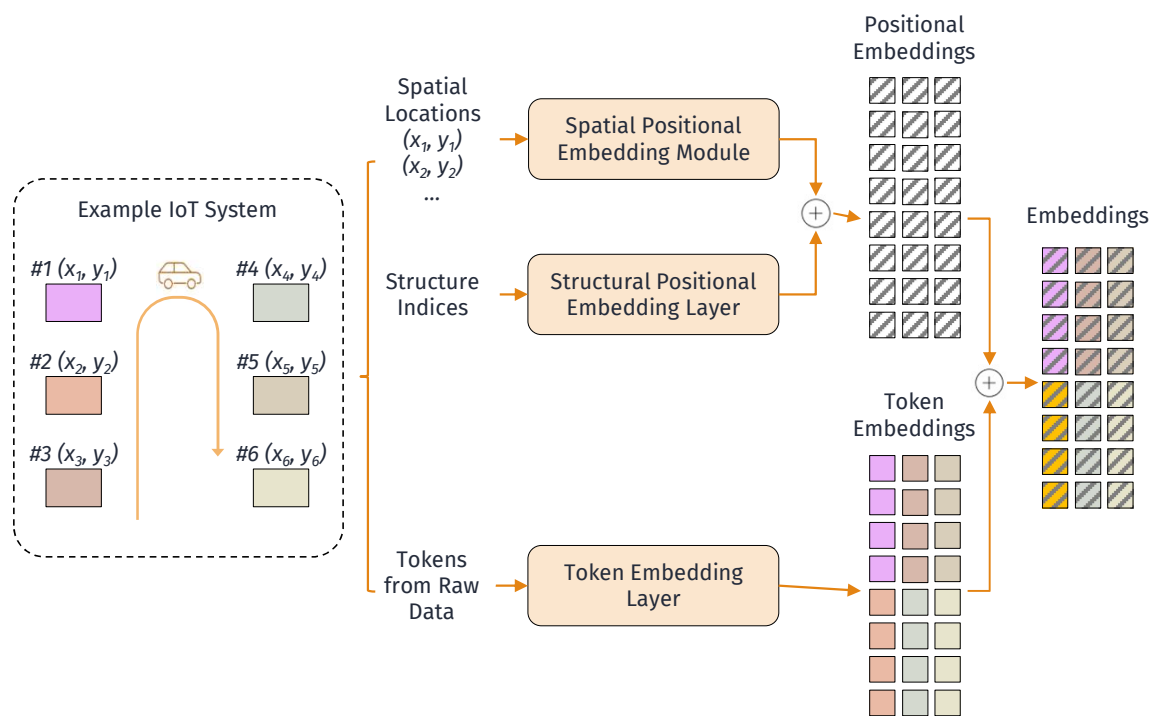 Positional
Embeddings
Spatial
Locations
(x₁, y₁)
(x₂, y₂)
...
Spatial Positional
Embedding Module
Example IoT System
#1 (x₁, y₁)
#4 (x₄, y₄)
#2 (x₂, y₂)
#5 (x₅, y₅)
#3 (x₃, y₃)
#6 (x₆, y₆)
Structure
Indices
Structural Positional
Embedding Layer
+
Embeddings
+
Token
Embeddings
Tokens
from Raw
Data
Token Embedding
Layer